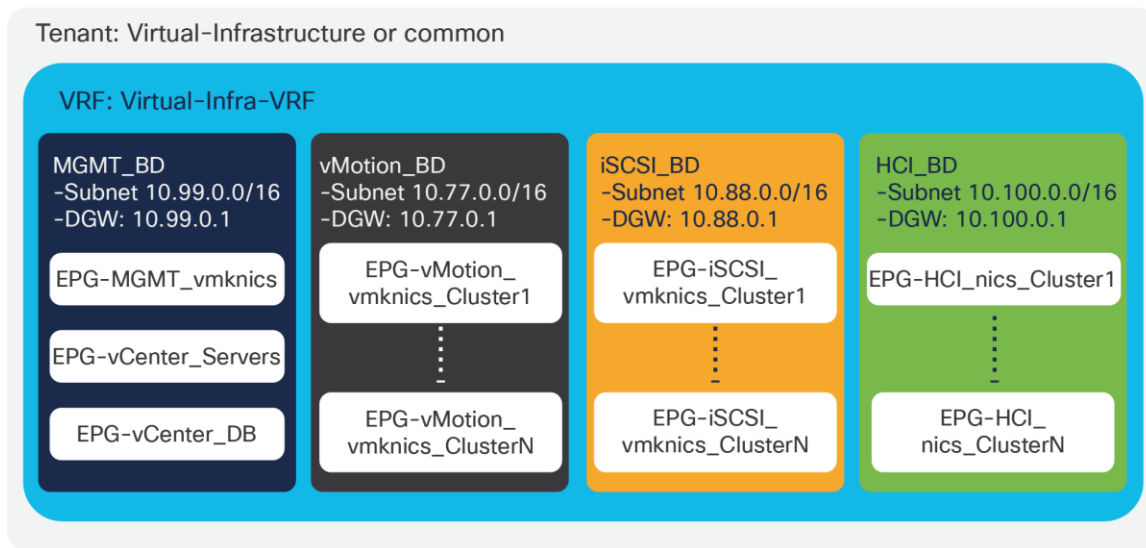 Tenant: Virtual-Infrastructure or common
VRF: Virtual-Infra-VRF
MGMT_BD
-Subnet 10.99.0.0/16
-DGW: 10.99.0.1
EPG-MGMT_vmknics
EPG-vCenter_Servers
EPG-vCenter_DB
vMotion_BD
-Subnet 10.77.0.0/16
-DGW: 10.77.0.1
EPG-vMotion_
vmknics_Cluster1
EPG-vMotion_
vmknics_ClusterN
iSCSI_BD
-Subnet 10.88.0.0/16
-DGW: 10.88.0.1
EPG-iSCSI_
vmknics_Cluster1
EPG-iSCSI_
vmknics_ClusterN
HCI_BD
-Subnet 10.100.0.0/16
-DGW: 10.100.0.1
EPG-HCI_nics_Cluster1
EPG-HCI_
nics_ClusterN